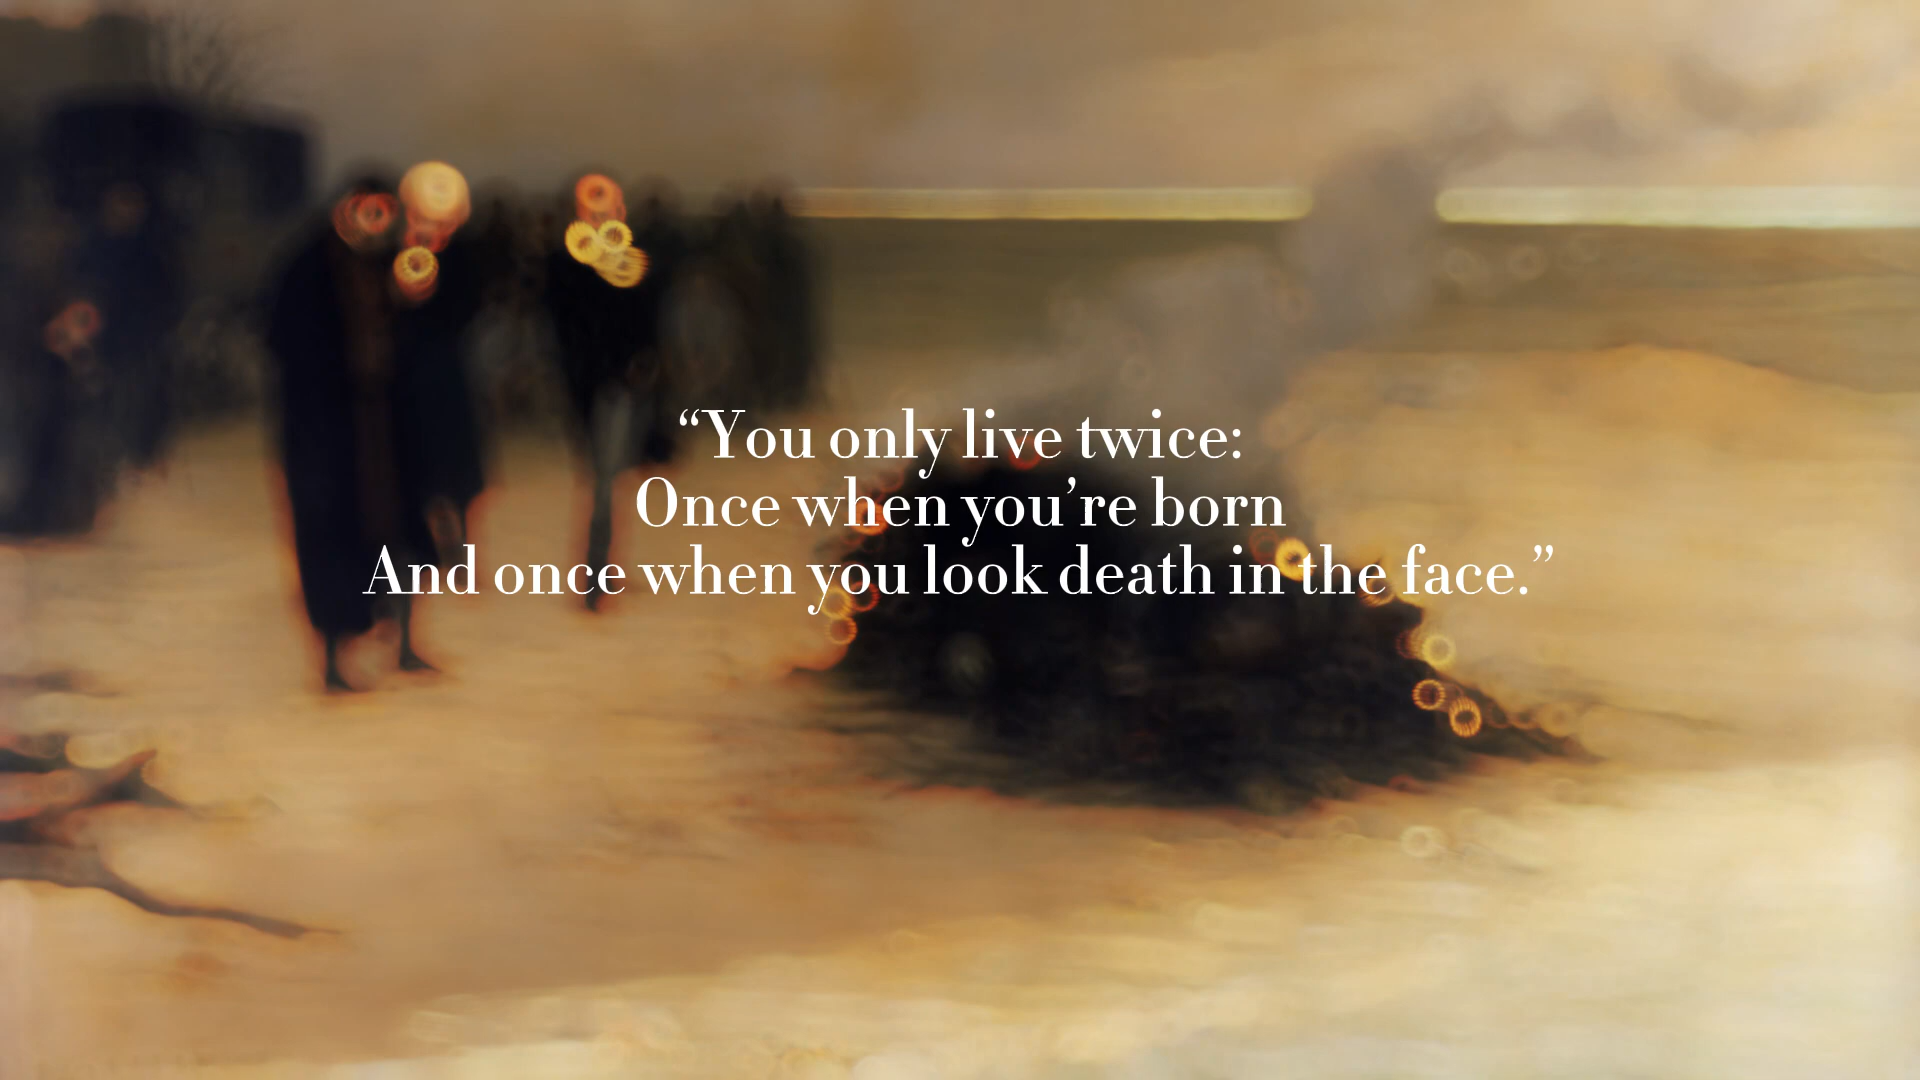 “You only live twice:
Once when you’re born
And once when you look death in the face.”